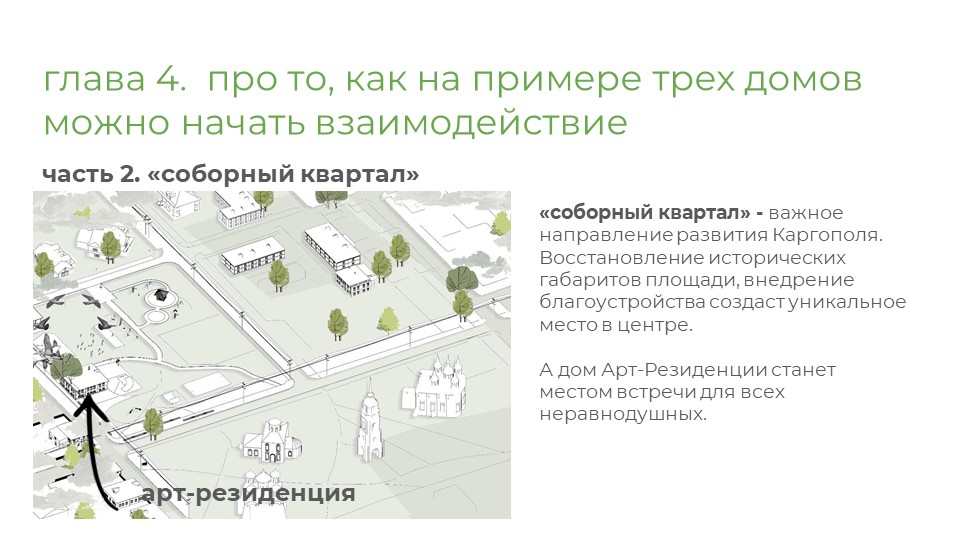 глава 4. про то, как на примере трех домов
можно начать взаимодействие
часть 2. «соборный квартал»
«соборный квартал» - важное
направление развития Каргополя.
Восстановление исторических
габаритов площади, внедрение
благоустройства создаст уникальное
место в центре.
А дом Арт-Резиденции станет
местом встречи для всех
неравнодушных.
арт-резиденция